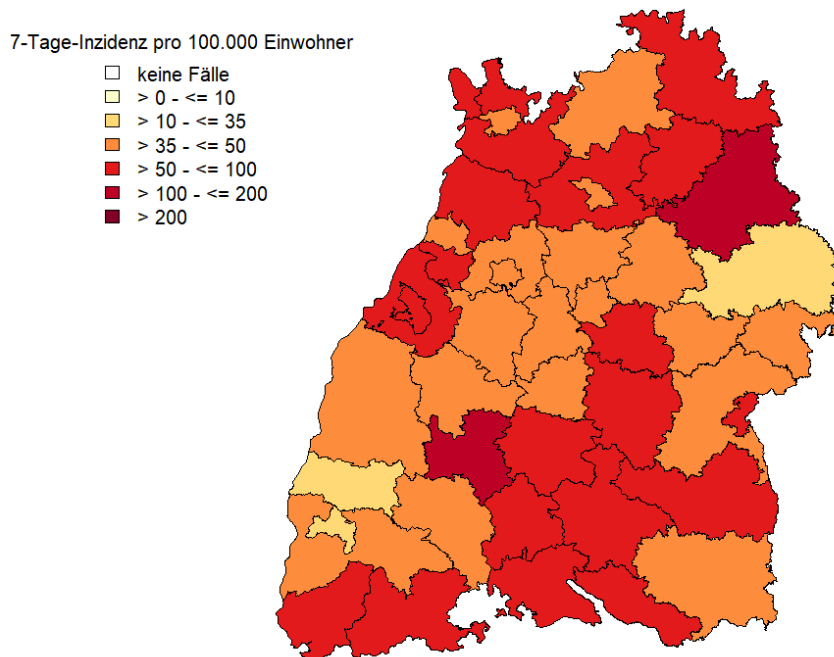 7-Tage-Inzidenz pro 100.000 Einwohner
keine Fälle
> 0 - <= 10
> 10 - <= 35
> 35 - <= 50
> 50 - <= 100
> 100 - <= 200
> 200